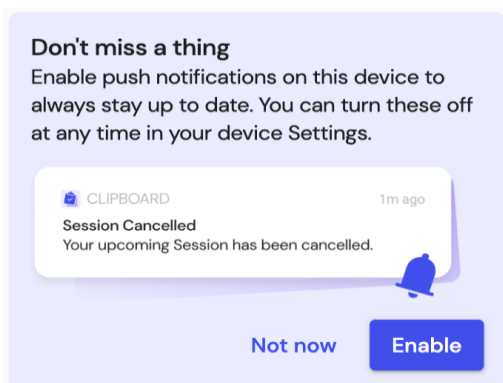 Don't miss a thing
Enable push notifications on this device to
always stay up to date. You can turn these off
at any time in your device Settings.
CLIPBOARD 1m ago
Session Cancelled
Your upcoming Session has been cancelled.
Not now Enable